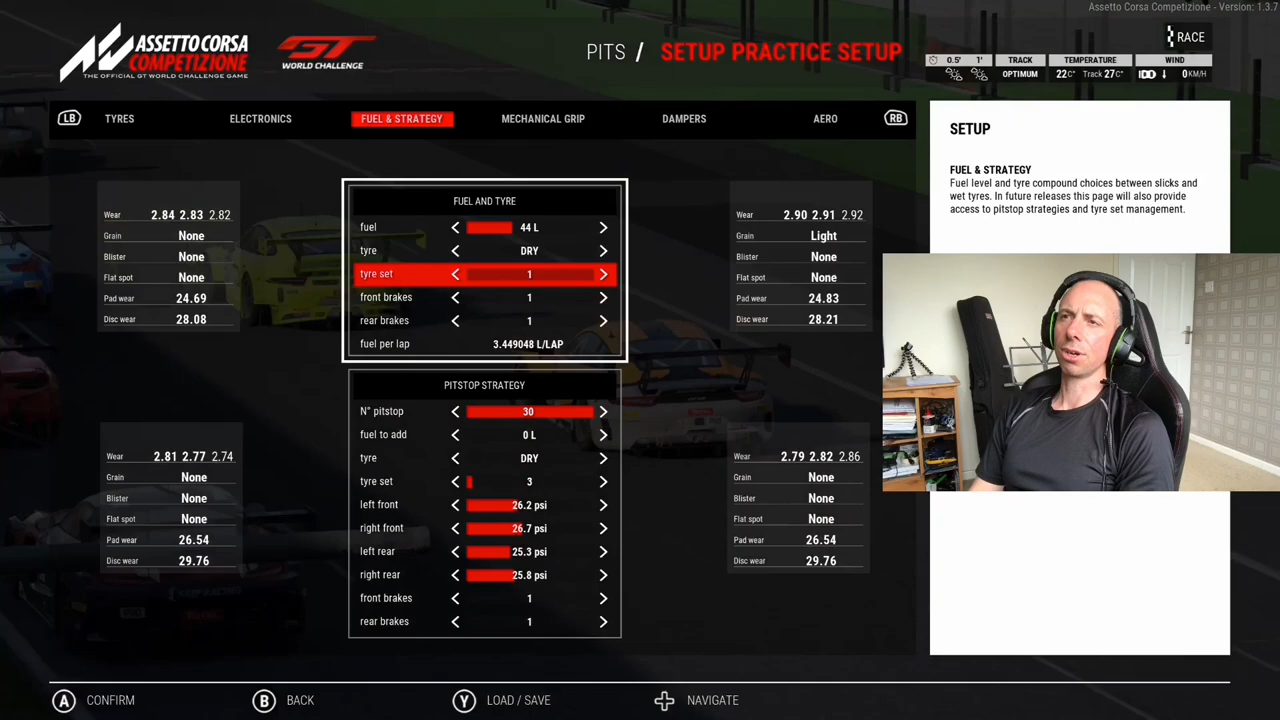 Assetto Corsa Competizione - Version: 1.3.7
ASSETTO CORSA
COMPETIZIONE
THE OFFICIAL GT WORLD CHALLENGE GAME
GT
WORLD CHALLENGE
PITS / SETUP PRACTICE SETUP
RACE
0.5' 1' TRACK TEMPERATURE WIND
OPTIMUM 22C° Track 27C° 0 KM/H
LB TYRES ELECTRONICS FUEL & STRATEGY MECHANICAL GRIP DAMPERS AERO RB
Wear 2.84 2.83 2.82
Grain None
Blister None
Flat spot None
Pad wear 24.69
Disc wear 28.08
FUEL AND TYRE
fuel 44 L
tyre DRY
tyre set 1
front brakes 1
rear brakes 1
fuel per lap 3.449048 L/LAP
Wear 2.90 2.91 2.92
Grain Light
Blister None
Flat spot None
Pad wear 24.83
Disc wear 28.21
SETUP
FUEL & STRATEGY
Fuel level and tyre compound choices between slicks and
wet tyres. In future releases this page will also provide
access to pitstop strategies and tyre set management.
Wear 2.81 2.77 2.74
Grain None
Blister None
Flat spot None
Pad wear 26.54
Disc wear 29.76
PITSTOP STRATEGY
N° pitstop 30
fuel to add 0 L
tyre DRY
tyre set 3
left front 26.2 psi
right front 26.7 psi
left rear 25.3 psi
right rear 25.8 psi
front brakes 1
rear brakes 1
Wear 2.79 2.82 2.86
Grain None
Blister None
Flat spot None
Pad wear 26.54
Disc wear 29.76
A CONFIRM B BACK Y LOAD / SAVE NAVIGATE